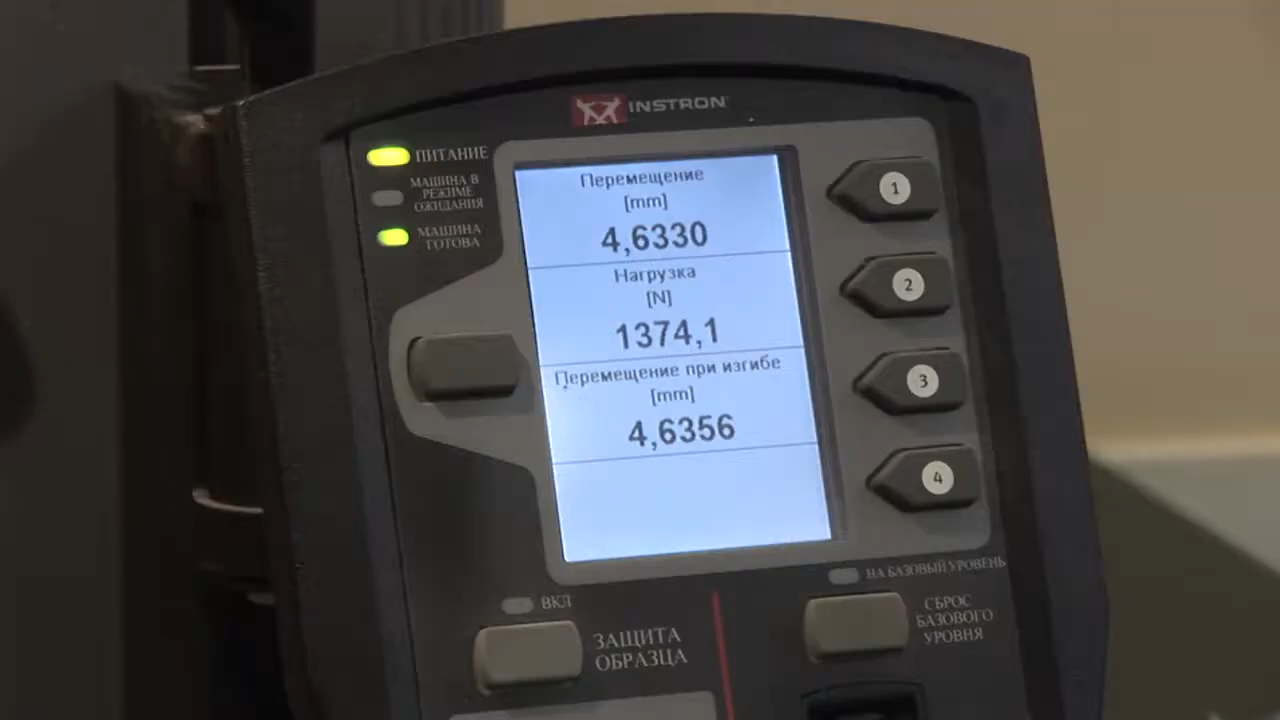 INSTRON
ПИТАНИЕ
МАШИНА В
РЕЖИМЕ
ОЖИДАНИЯ
МАШИНА
ГОТОВА
Перемещение
[mm]
4,6330
Нагрузка
[N]
1374,1
Перемещение при изгибе
[mm]
4,6356
1
2
3
4
ВКЛ
ЗАЩИТА
ОБРАЗЦА
НА БАЗОВЫЙ УРОВЕНЬ
СБРОС
БАЗОВОГО
УРОВНЯ